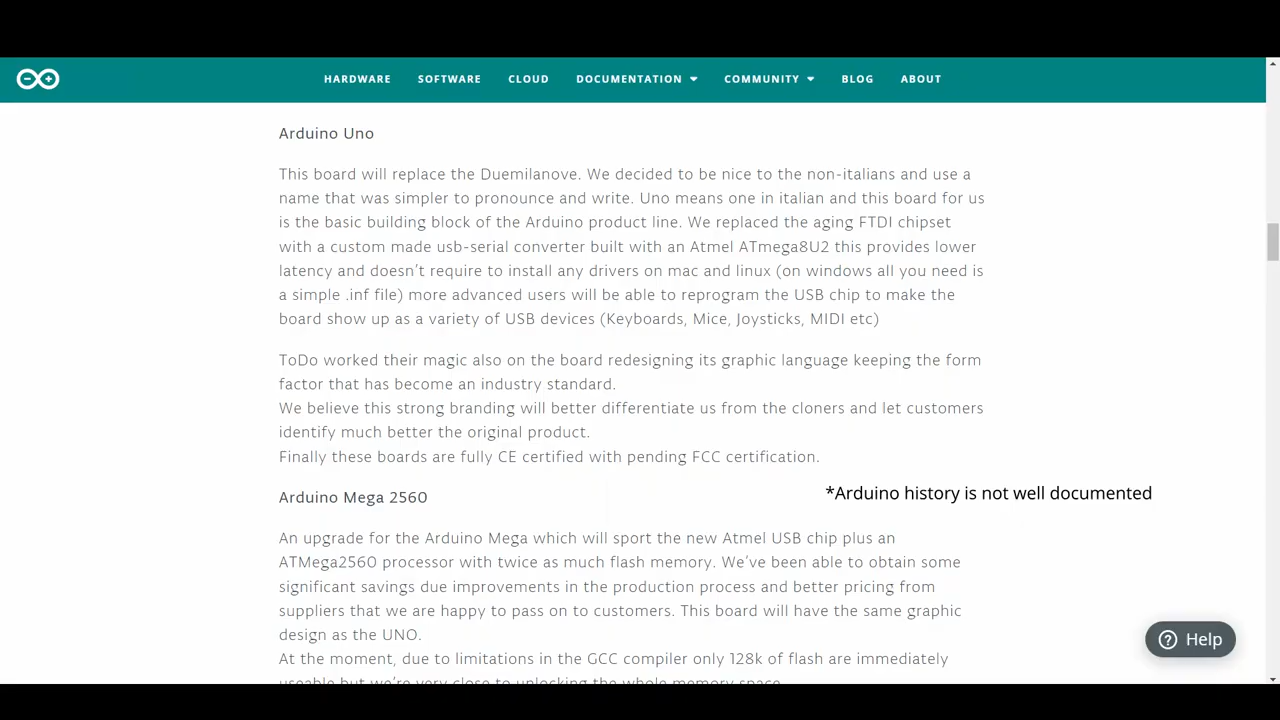 HARDWARE SOFTWARE CLOUD DOCUMENTATION COMMUNITY BLOG ABOUT
Arduino Uno
This board will replace the Duemilanove. We decided to be nice to the non-italians and use a
name that was simpler to pronounce and write. Uno means one in italian and this board for us
is the basic building block of the Arduino product line. We replaced the aging FTDI chipset
with a custom made usb-serial converter built with an Atmel ATmega8U2 this provides lower
latency and doesn't require to install any drivers on mac and linux (on windows all you need is
a simple .inf file) more advanced users will be able to reprogram the USB chip to make the
board show up as a variety of USB devices (Keyboards, Mice, Joysticks, MIDI etc)
ToDo worked their magic also on the board redesigning its graphic language keeping the form
factor that has become an industry standard.
We believe this strong branding will better differentiate us from the cloners and let customers
identify much better the original product.
Finally these boards are fully CE certified with pending FCC certification.
Arduino Mega 2560
*Arduino history is not well documented
An upgrade for the Arduino Mega which will sport the new Atmel USB chip plus an
ATMega2560 processor with twice as much flash memory. We've been able to obtain some
significant savings due improvements in the production process and better pricing from
suppliers that we are happy to pass on to customers. This board will have the same graphic
design as the UNO.
At the moment, due to limitations in the GCC compiler only 128k of flash are immediately
useable but we're very close to unlocking the whole memory space
Help